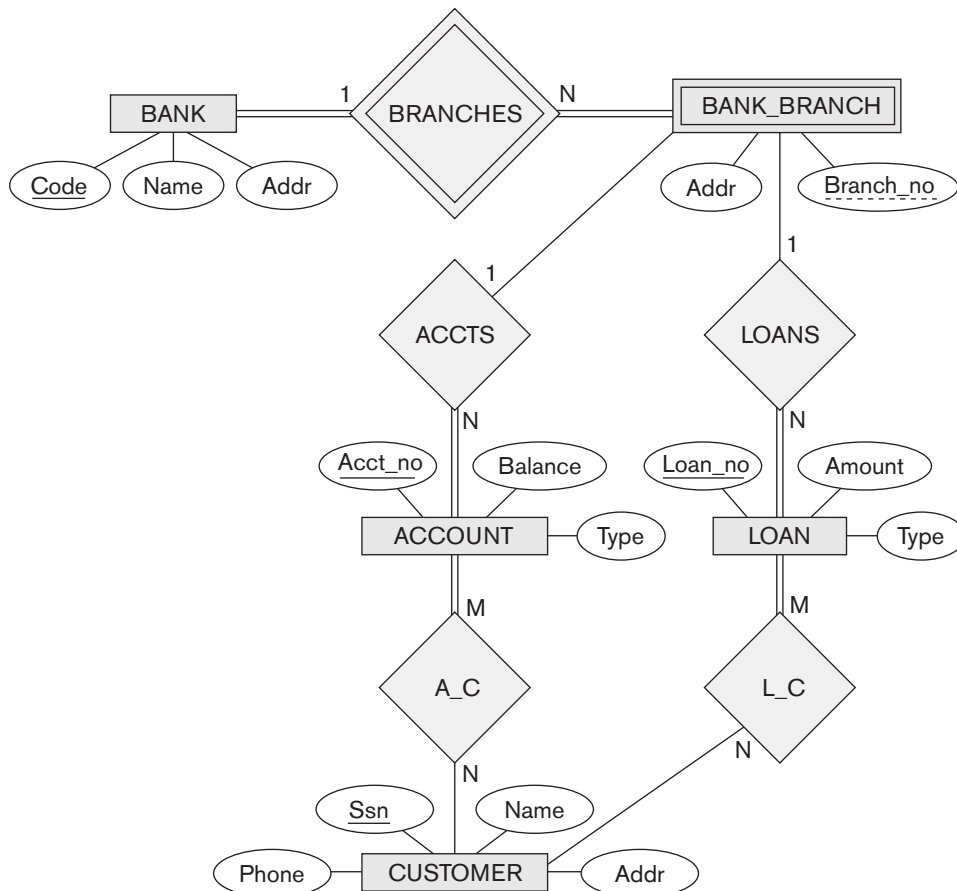 1
N
BANK
BRANCHES
BANK_BRANCH
Code
Name
Addr
Addr
Branch_no
1
1
ACCTS
LOANS
N
N
Acct_no
Balance
Loan_no
Amount
ACCOUNT
Type
LOAN
Type
M
M
A_C
L_C
N
N
Ssn
Name
Phone
CUSTOMER
Addr